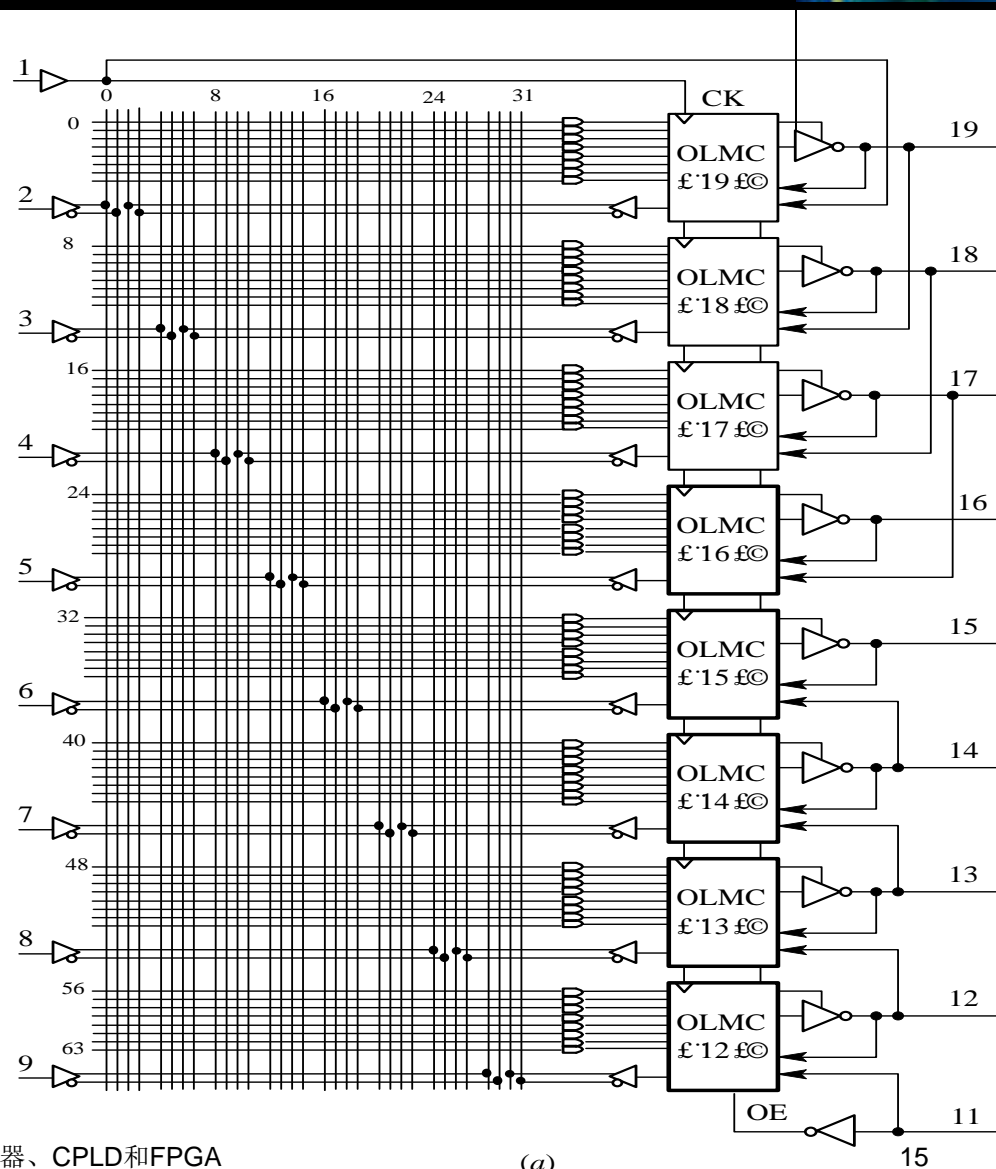 1
0 8 16 24 31
CK
0
19
OLMC
£¨19 £©
2
8
18
OLMC
£¨18 £©
3
16
17
OLMC
£¨17 £©
4
24
16
OLMC
£¨16 £©
5
32
15
OLMC
£¨15 £©
6
40
14
OLMC
£¨14 £©
7
48
13
OLMC
£¨13 £©
8
56
12
OLMC
£¨12 £©
63
9
OE
11
器、CPLD和FPGA
(a)
15